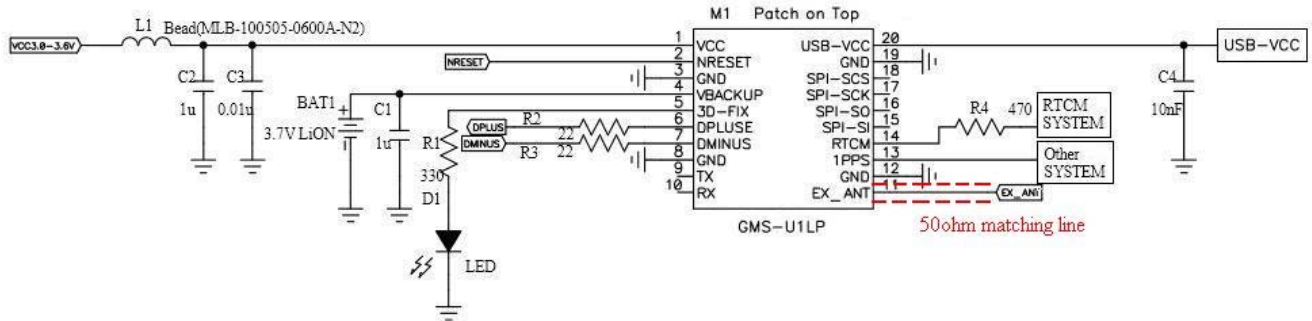 M1 Patch on Top
L1 Bead(MLB-100505-0600A-N2)
VCC3.0-3.6V
C2
1u
C3
0.01u
BAT1
+
3.7V LiON
C1
1u
NRESET
DPLUS
DMINUS
R2
22
R3
22
R1
330
D1
LED
1 VCC
2 NRESET
3 GND
4 VBACKUP
5 3D-FIX
6 DPLUSE
7 DMINUS
8 GND
9 TX
10 RX
USB-VCC 20
GND 19
SPI-SCS 18
SPI-SCK 17
SPI-SO 16
SPI-SI 15
RTCM 14
1PPS 13
GND 12
EX_ANT 11
GMS-U1LP
USB-VCC
C4
10nF
R4 470
RTCM
SYSTEM
Other
SYSTEM
EX_ANT
50ohm matching line